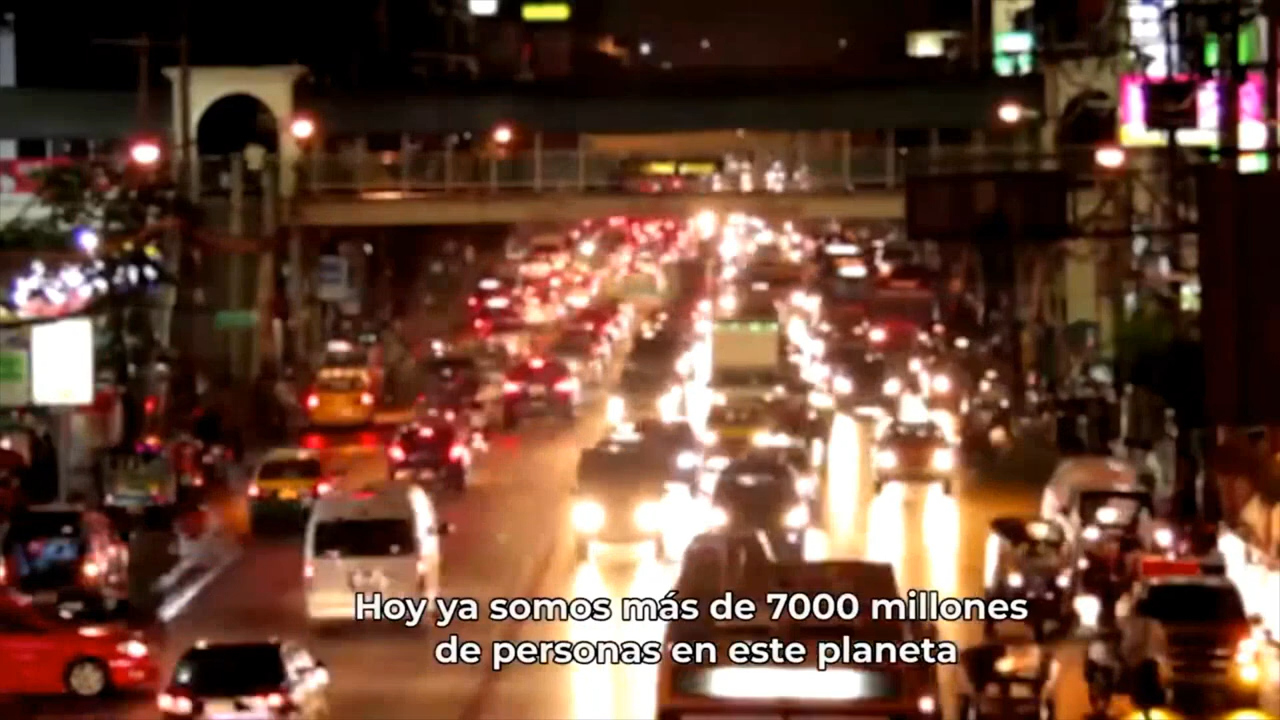 Hoy ya somos más de 7000 millones
de personas en este planeta